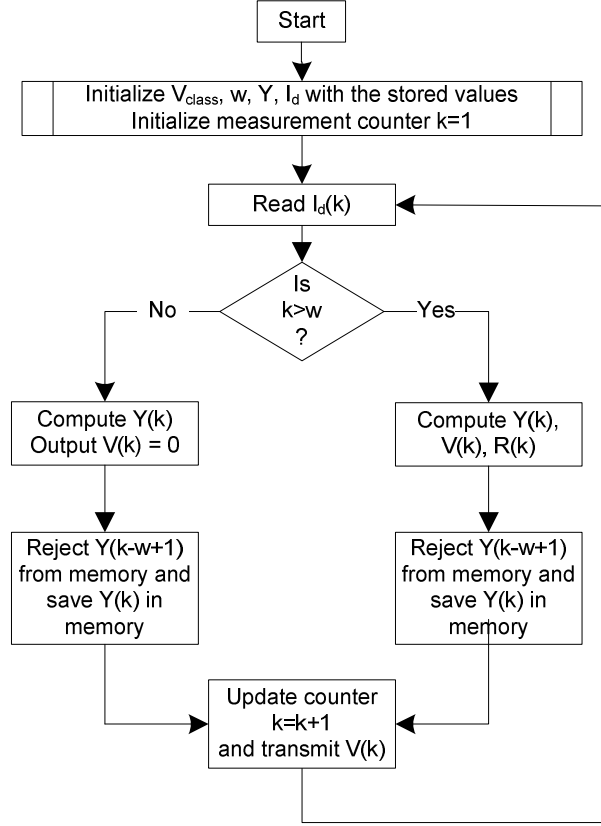 Start
Initialize V_class, w, Y, I_d with the stored values
Initialize measurement counter k=1
Read I_d(k)
Is
k>w
?
No
Yes
Compute Y(k)
Output V(k) = 0
Compute Y(k),
V(k), R(k)
Reject Y(k-w+1)
from memory and
save Y(k) in
memory
Reject Y(k-w+1)
from memory and
save Y(k) in
memory
Update counter
k=k+1
and transmit V(k)